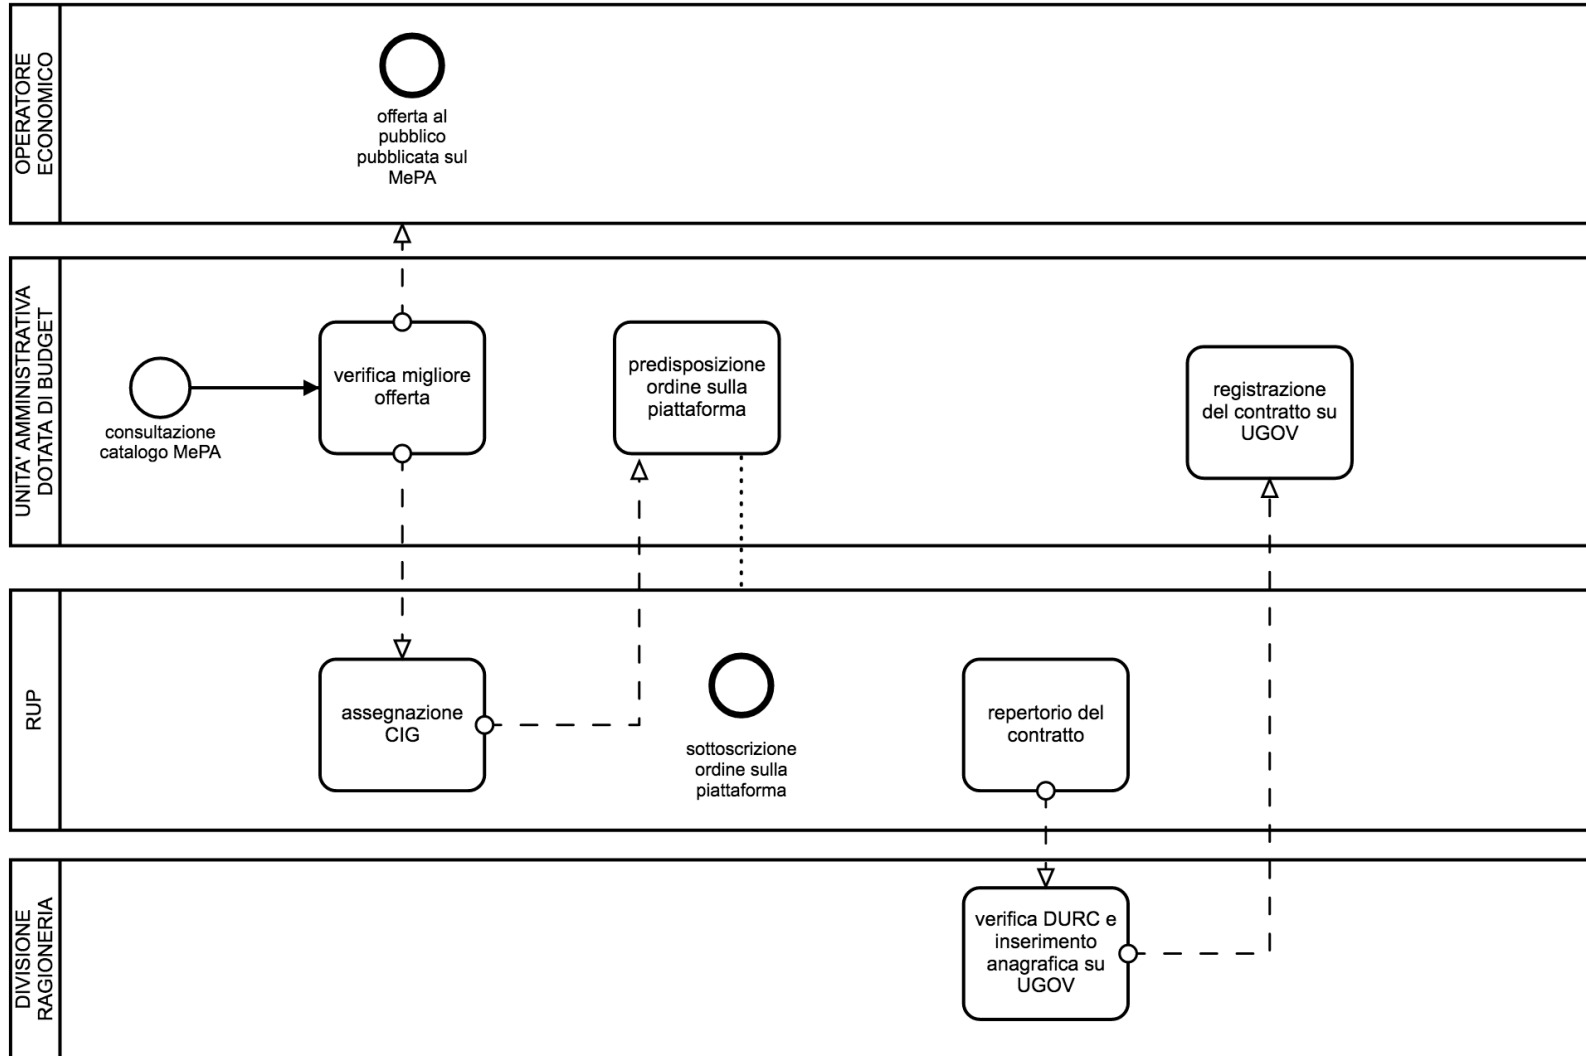 OPERATORE
ECONOMICO
offerta al
pubblico
pubblicata sul
MePA
UNITA' AMMINISTRATIVA
DOTATA DI BUDGET
consultazione
catalogo MePA
verifica migliore
offerta
predisposizione
ordine sulla
piattaforma
registrazione
del contratto su
UGOV
RUP
assegnazione
CIG
sottoscrizione
ordine sulla
piattaforma
repertorio del
contratto
DIVISIONE
RAGIONERIA
verifica DURC e
inserimento
anagrafica su
UGOV